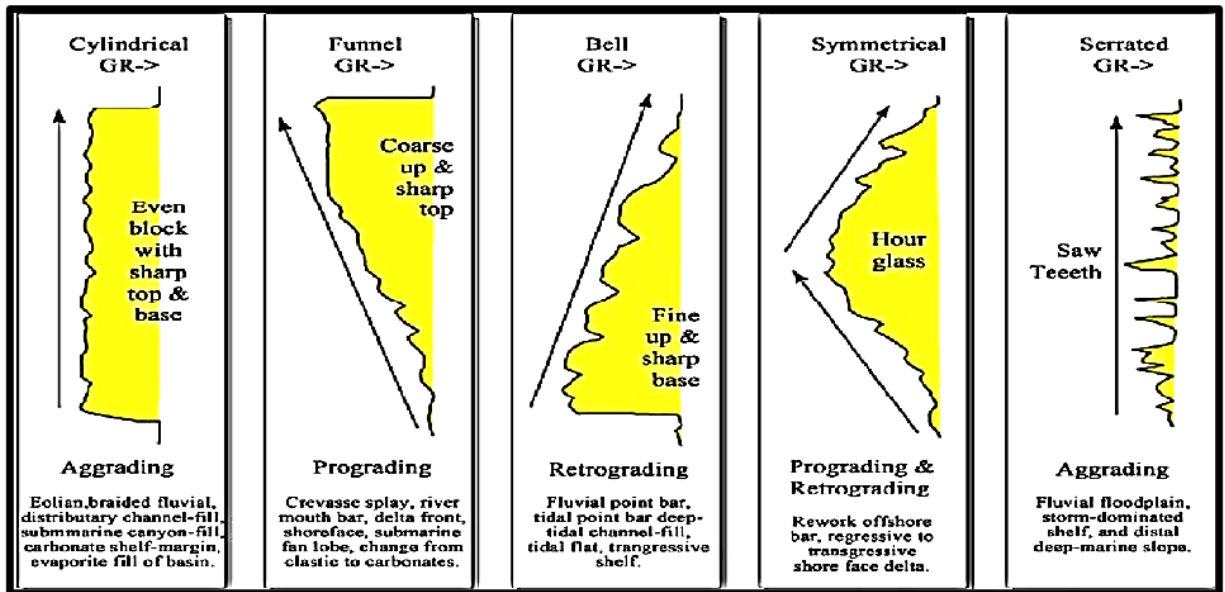 Cylindrical
GR->
Even
block
with
sharp
top &
base
Aggrading
Eolian,braided fluvial,
distributary channel-fill,
submmarine canyon-fill,
carbonate shelf-margin,
evaporite fill of basin.
Funnel
GR->
Coarse
up &
sharp
top
Prograding
Crevasse splay, river
mouth bar, delta front,
shoreface, submarine
fan lobe, change from
clastic to carbonates.
Bell
GR->
Fine
up &
sharp
base
Retrograding
Fluvial point bar,
tidal point bar deep-
tidal channel-fill,
tidal flat, trangressive
shelf.
Symmetrical
GR->
Hour
glass
Prograding &
Retrograding
Rework offshore
bar, regressive to
transgressive
shore face delta.
Serrated
GR->
Saw
Teeeth
Aggrading
Fluvial floodplain,
storm-dominated
shelf, and distal
deep-marine slope.